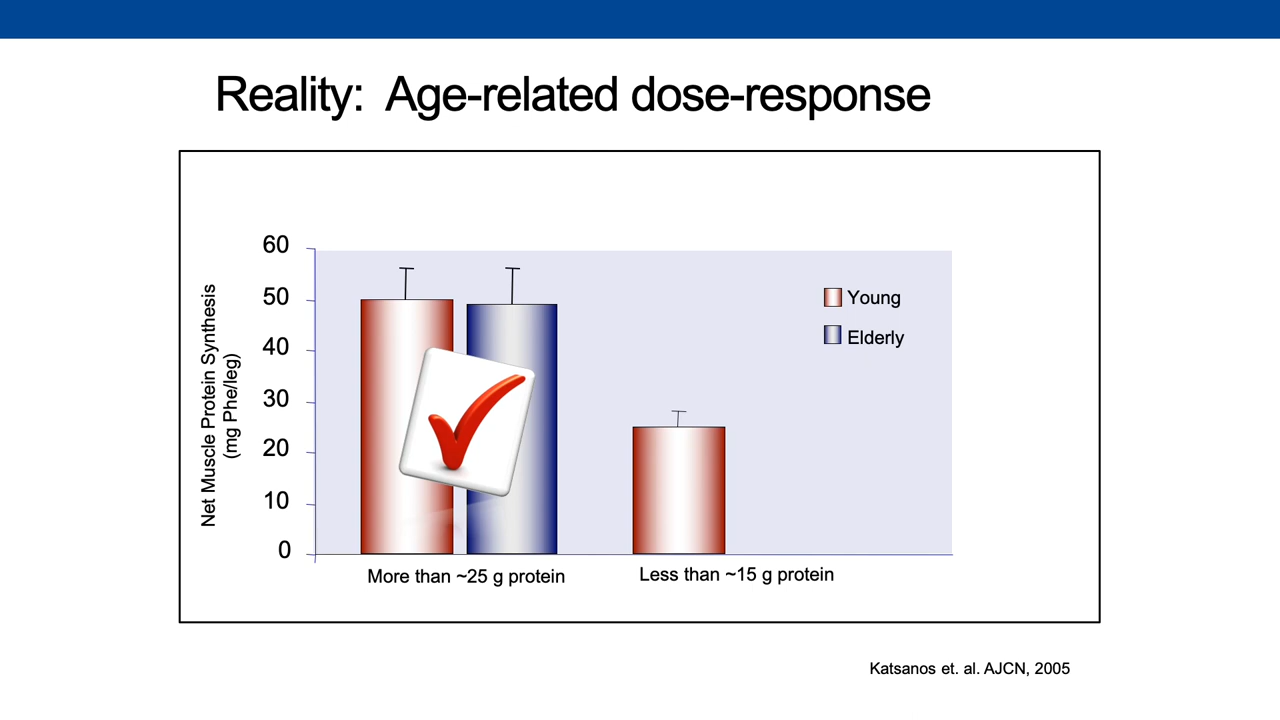 Reality: Age-related dose-response
Net Muscle Protein Synthesis
(mg Phe/leg)
60
50
40
30
20
10
0
Young
Elderly
More than ~25 g protein
Less than ~15 g protein
Katsanos et. al. AJCN, 2005